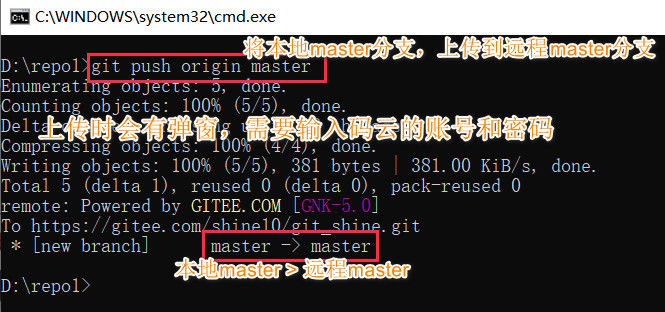 C:\WINDOWS\system32\cmd.exe
将本地master分支，上传到远程master分支
D:\repo1>git push origin master
Enumerating objects: 5, done.
Counting objects: 100% (5/5), done.
上传时会有弹窗，需要输入码云的账号和密码
Delta
Compressing objects: 100% (4/4), done.
Writing objects: 100% (5/5), 381 bytes | 381.00 KiB/s, done.
Total 5 (delta 1), reused 0 (delta 0), pack-reused 0
remote: Powered by GITEE.COM [GNK-5.0]
To https://gitee.com/shine10/git_shine.git
* [new branch] master -> master
本地master > 远程master
D:\repo1>